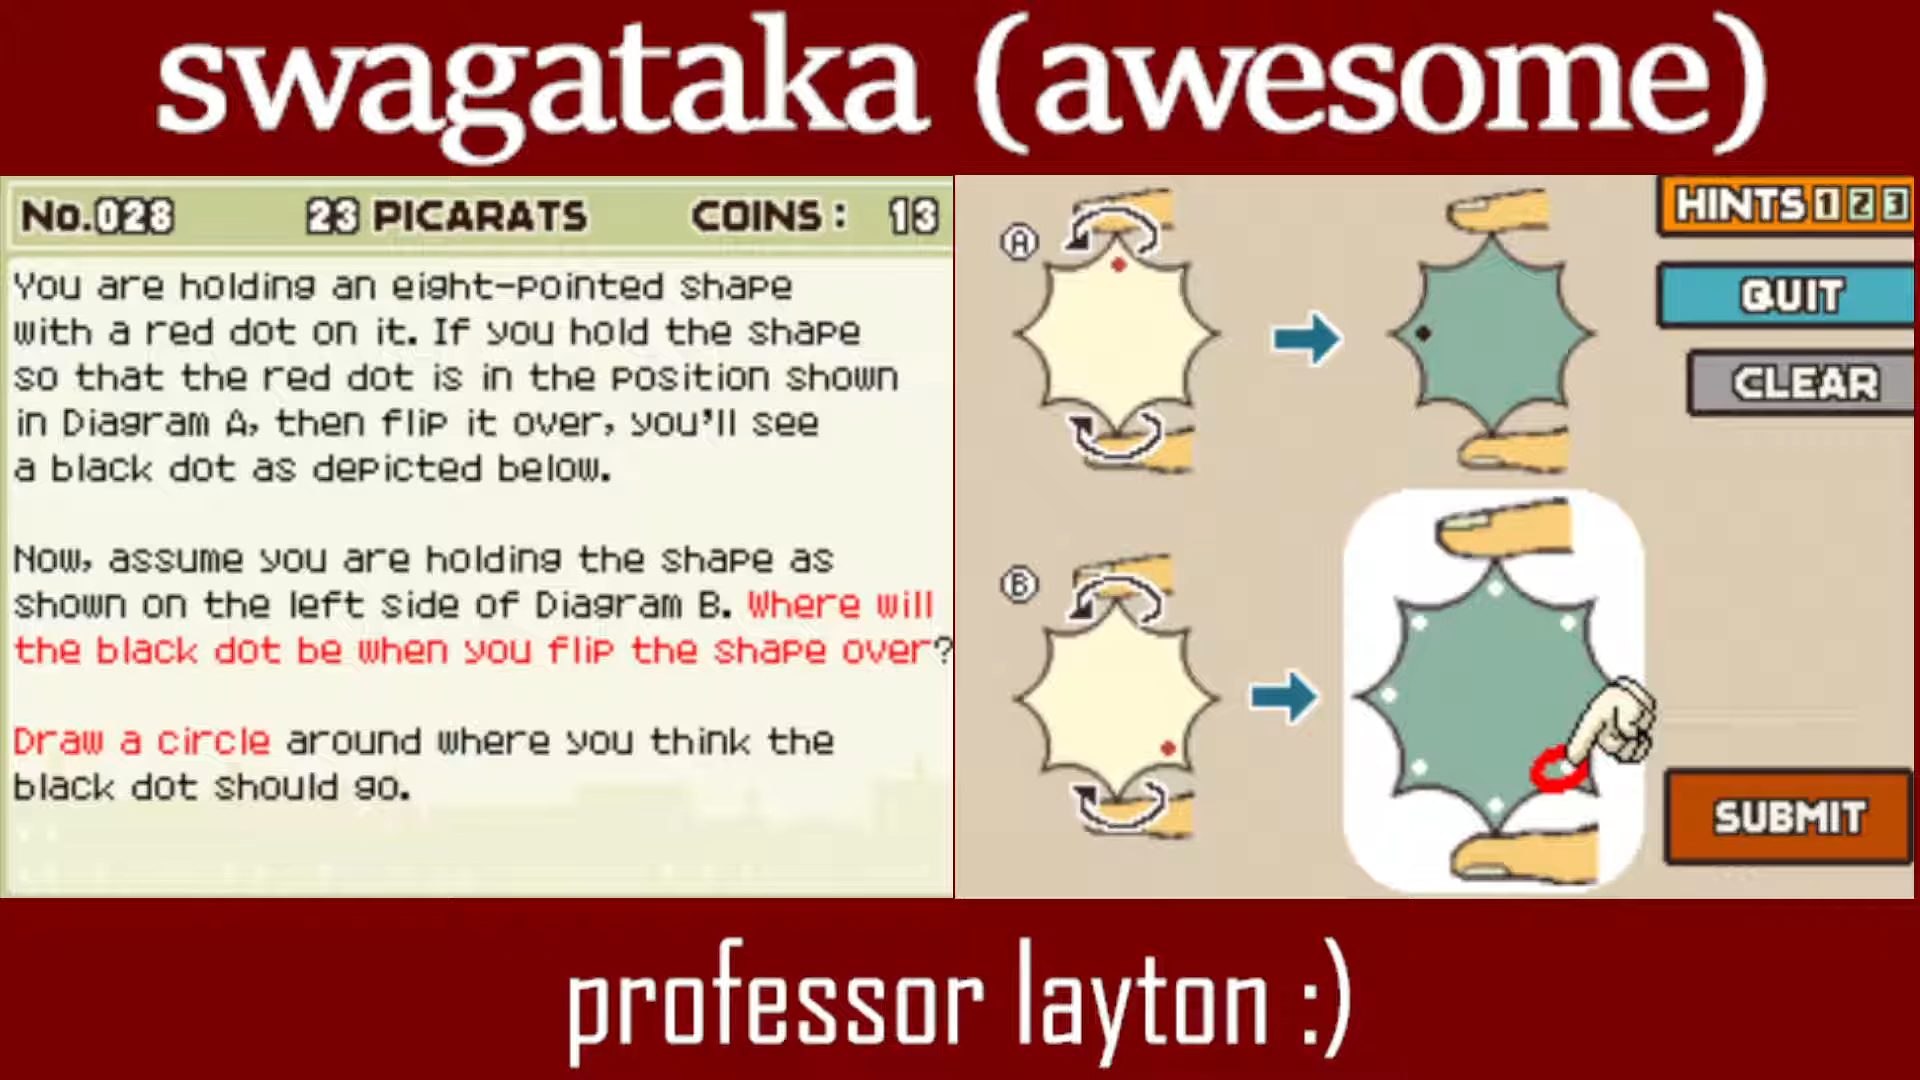 swagataka (awesome)
No.028 23 PICARATS COINS: 13
You are holding an eight-pointed shape
with a red dot on it. If you hold the shape
so that the red dot is in the position shown
in Diagram A, then flip it over, you'll see
a black dot as depicted below.
Now, assume you are holding the shape as
shown on the left side of Diagram B. Where will
the black dot be when you flip the shape over?
Draw a circle around where you think the
black dot should go.
A
B
HINTS 1 2 3
QUIT
CLEAR
SUBMIT
professor layton :)